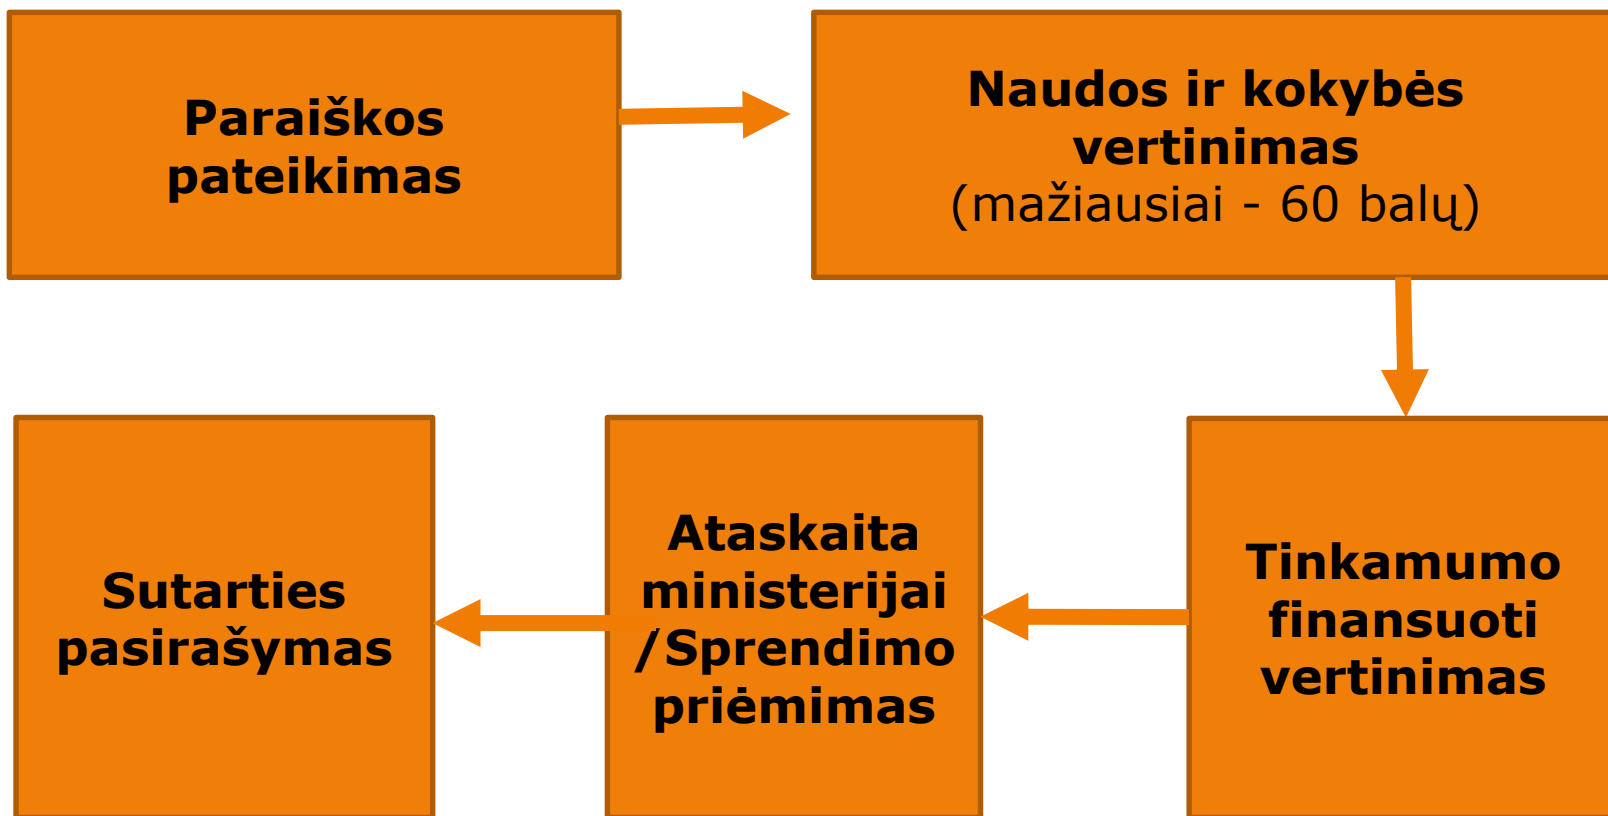 Paraiškos
pateikimas
Naudos ir kokybės
vertinimas
(mažiausiai - 60 balų)
Tinkamumo
finansuoti
vertinimas
Ataskaita
ministerijai
/Sprendimo
priėmimas
Sutarties
pasirašymas